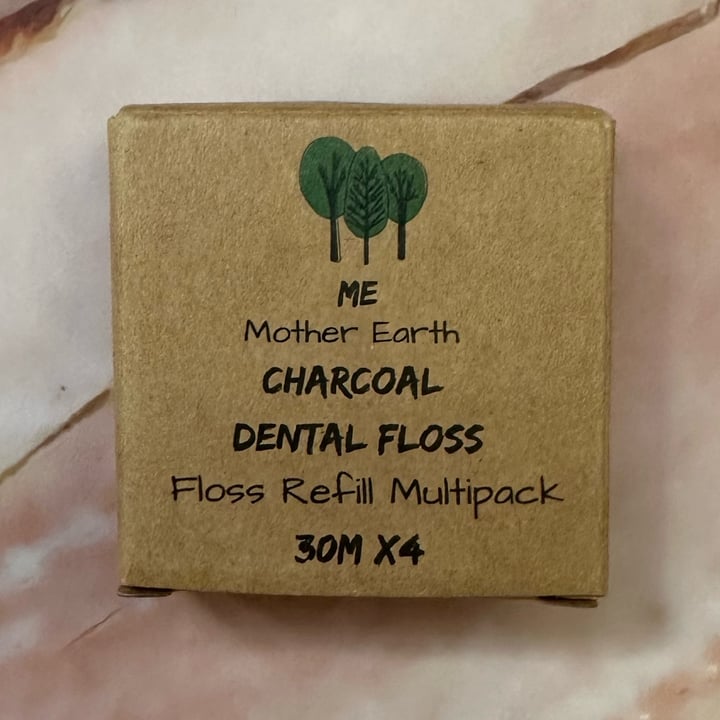 ME
Mother Earth
CHARCOAL
DENTAL FLOSS
Floss Refill Multipack
30M X4